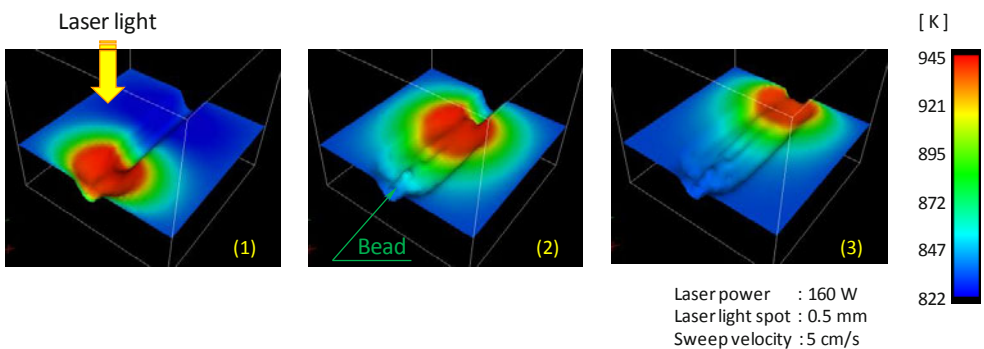 Laser light
[ K ]
945
921
895
872
847
822
(1)
Bead
(2)
(3)
Laser power : 160 W
Laser light spot : 0.5 mm
Sweep velocity : 5 cm/s